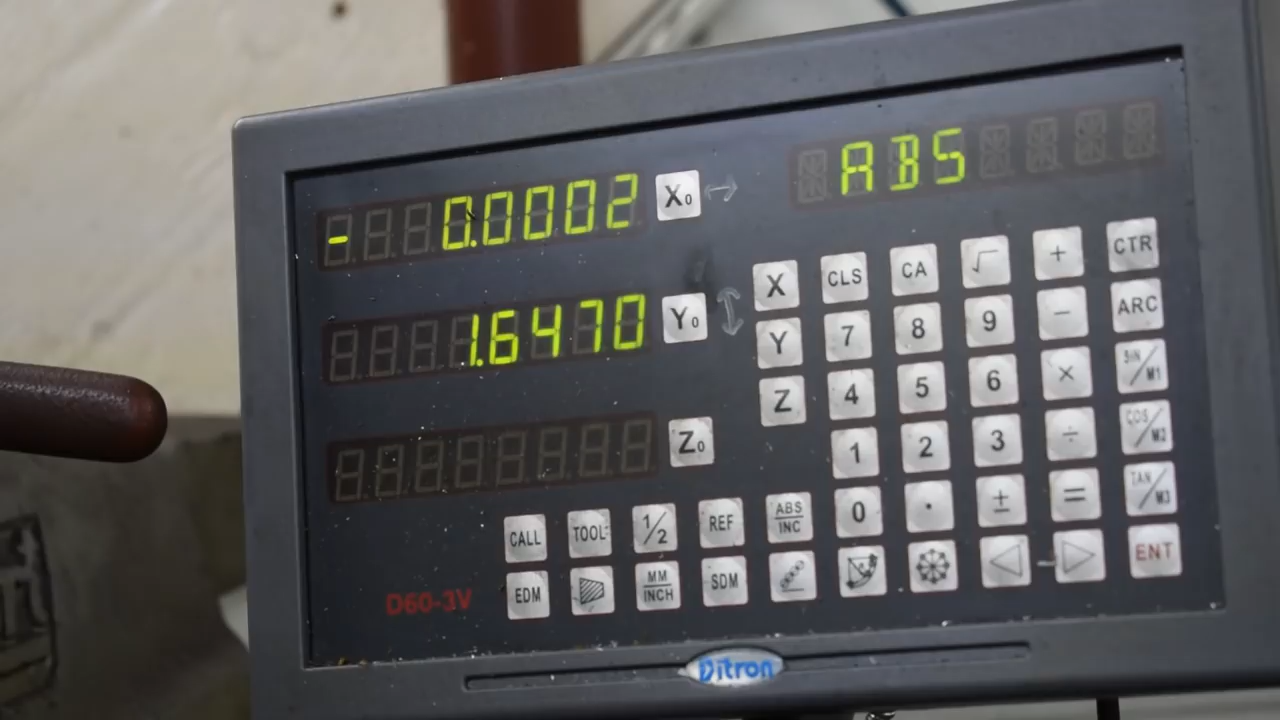 - 0.0002 X0 ABS
1.6470 Y0
Z0
X CLS CA √ + CTR
Y 7 8 9 − ARC
Z 4 5 6 × SIN/M1
1 2 3 ÷ COS/M2
CALL TOOL 1/2 REF ABS/INC 0 . ± = TAN/M3
EDM MM/INCH SDM ENT
D60-3V
Ditron